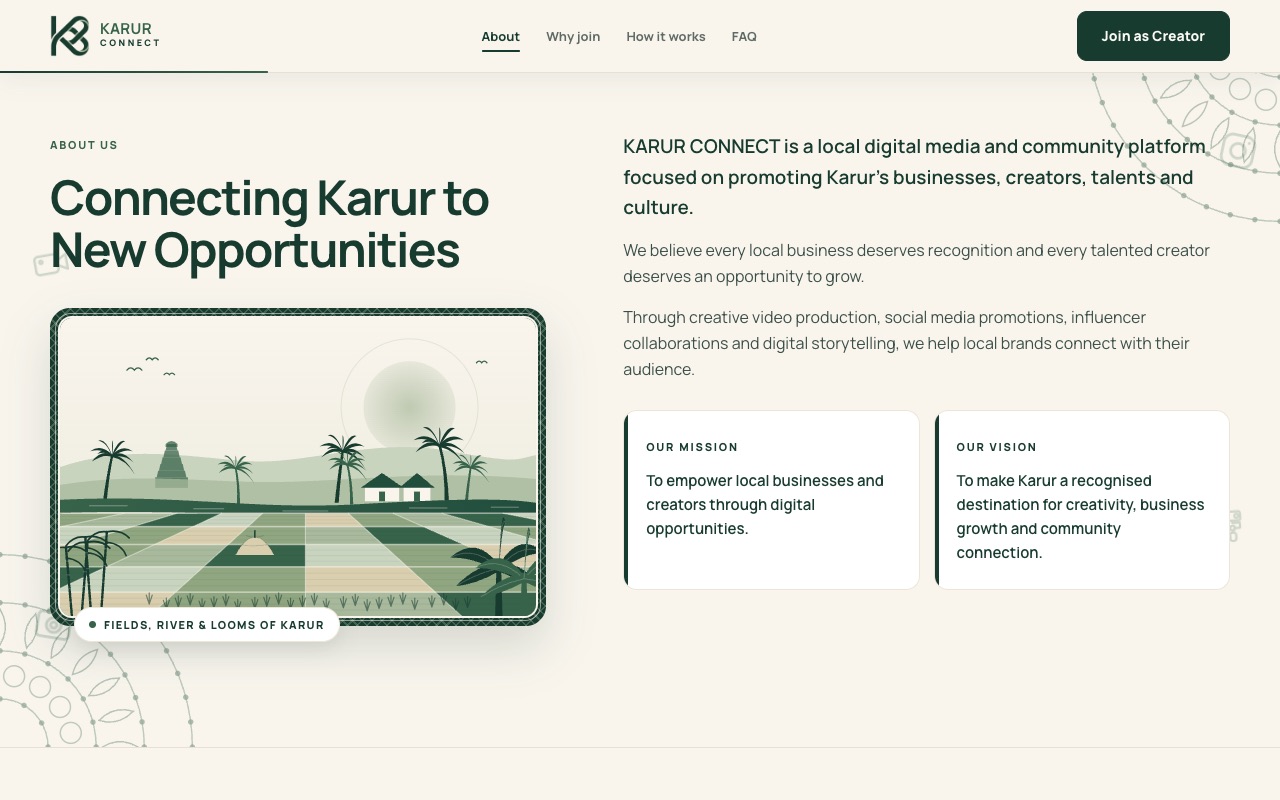 KARUR
CONNECT
About
Why join
How it works
FAQ
Join as Creator
ABOUT US
Connecting Karur to
New Opportunities
FIELDS, RIVER & LOOMS OF KARUR
KARUR CONNECT is a local digital media and community platform
focused on promoting Karur's businesses, creators, talents and
culture.
We believe every local business deserves recognition and every talented creator
deserves an opportunity to grow.
Through creative video production, social media promotions, influencer
collaborations and digital storytelling, we help local brands connect with their
audience.
OUR MISSION
To empower local businesses and
creators through digital
opportunities.
OUR VISION
To make Karur a recognised
destination for creativity, business
growth and community
connection.